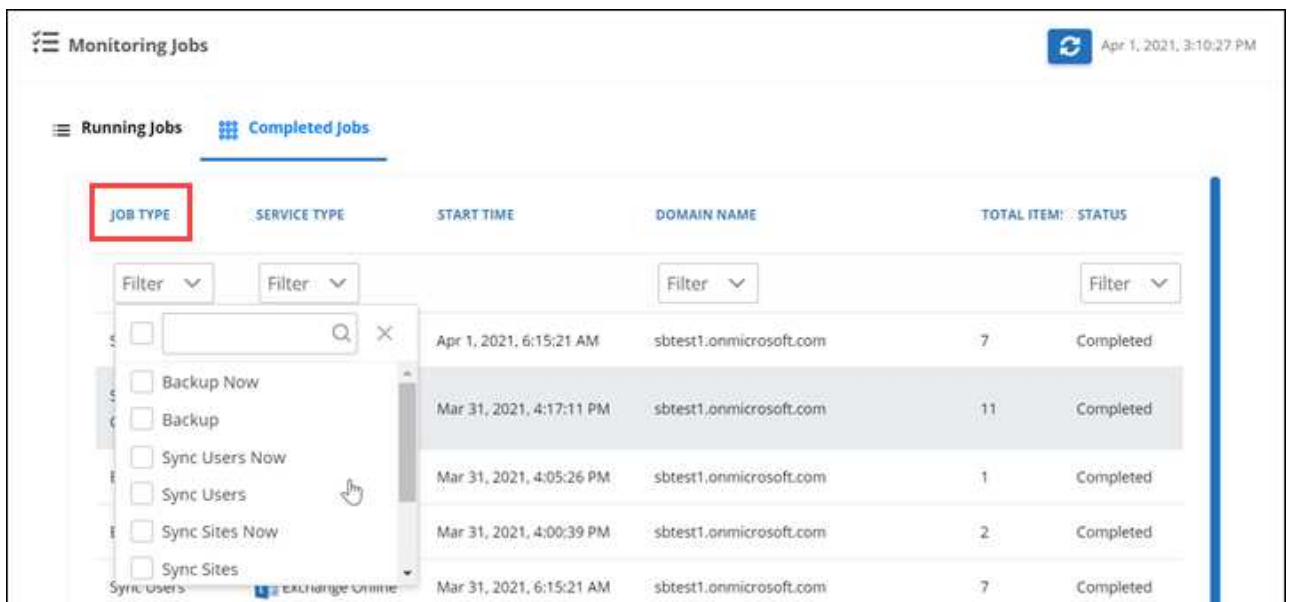 Monitoring Jobs
Apr 1, 2021, 3:10:27 PM
Running Jobs Completed Jobs
JOB TYPE SERVICE TYPE START TIME DOMAIN NAME TOTAL ITEM: STATUS
Filter Filter Filter Filter
Apr 1, 2021, 6:15:21 AM sbtest1.onmicrosoft.com 7 Completed
Backup Now
Mar 31, 2021, 4:17:11 PM sbtest1.onmicrosoft.com 11 Completed
Backup
Sync Users Now
Mar 31, 2021, 4:05:26 PM sbtest1.onmicrosoft.com 1 Completed
Sync Users
Sync Sites Now Mar 31, 2021, 4:00:39 PM sbtest1.onmicrosoft.com 2 Completed
Sync Sites
Sync Users Exchange Online Mar 31, 2021, 6:15:21 AM sbtest1.onmicrosoft.com 7 Completed